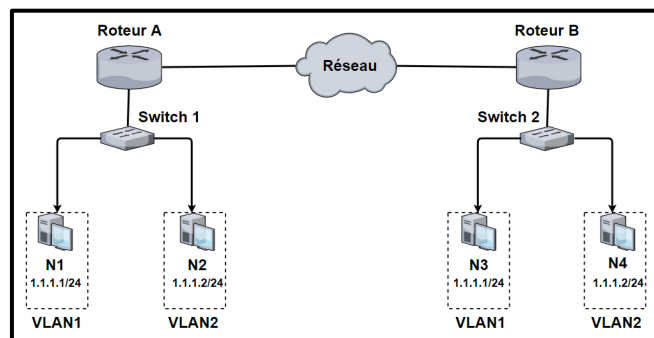 Roteur A
Roteur B
Réseau
Switch 1
Switch 2
N1
N2
N3
N4
1.1.1.1/24
1.1.1.2/24
1.1.1.1/24
1.1.1.2/24
VLAN1
VLAN2
VLAN1
VLAN2